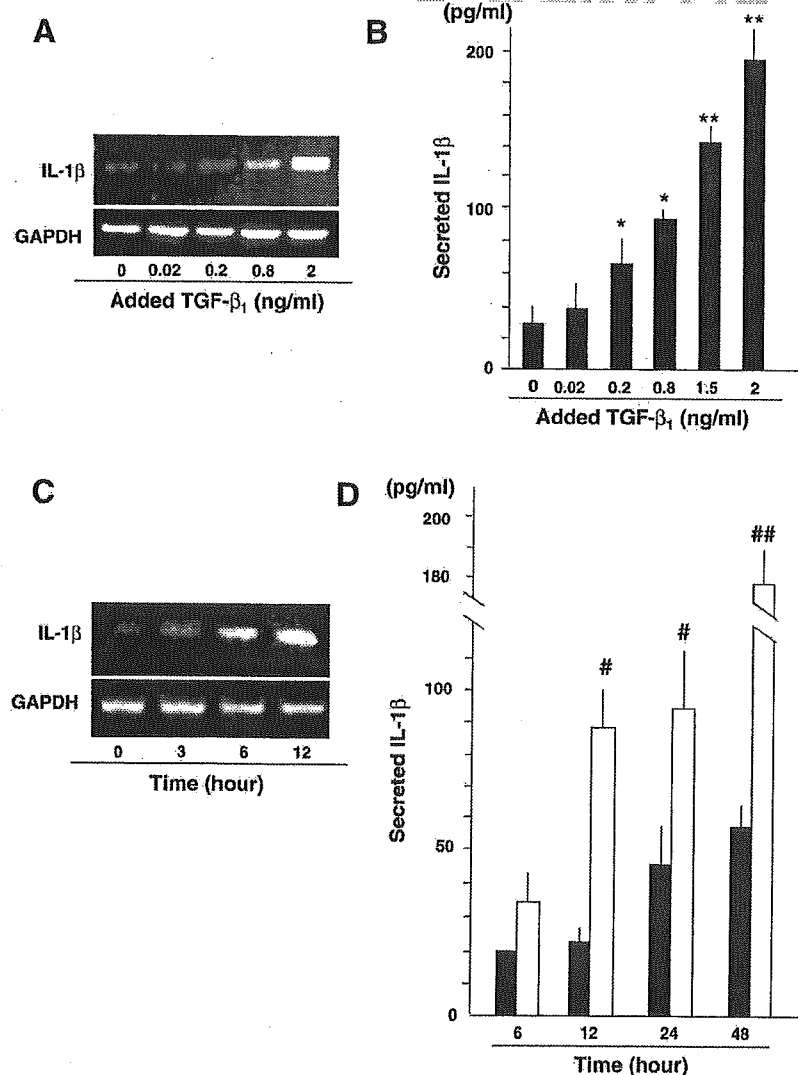 A
IL-1β
GAPDH
0 0.02 0.2 0.8 2
Added TGF-β₁ (ng/ml)
B
(pg/ml)
Secreted IL-1β
200
100
0
* * ** **
0 0.02 0.2 0.8 1.5 2
Added TGF-β₁ (ng/ml)
C
IL-1β
GAPDH
0 3 6 12
Time (hour)
D
(pg/ml)
Secreted IL-1β
200
180
100
50
0
# # ##
6 12 24 48
Time (hour)